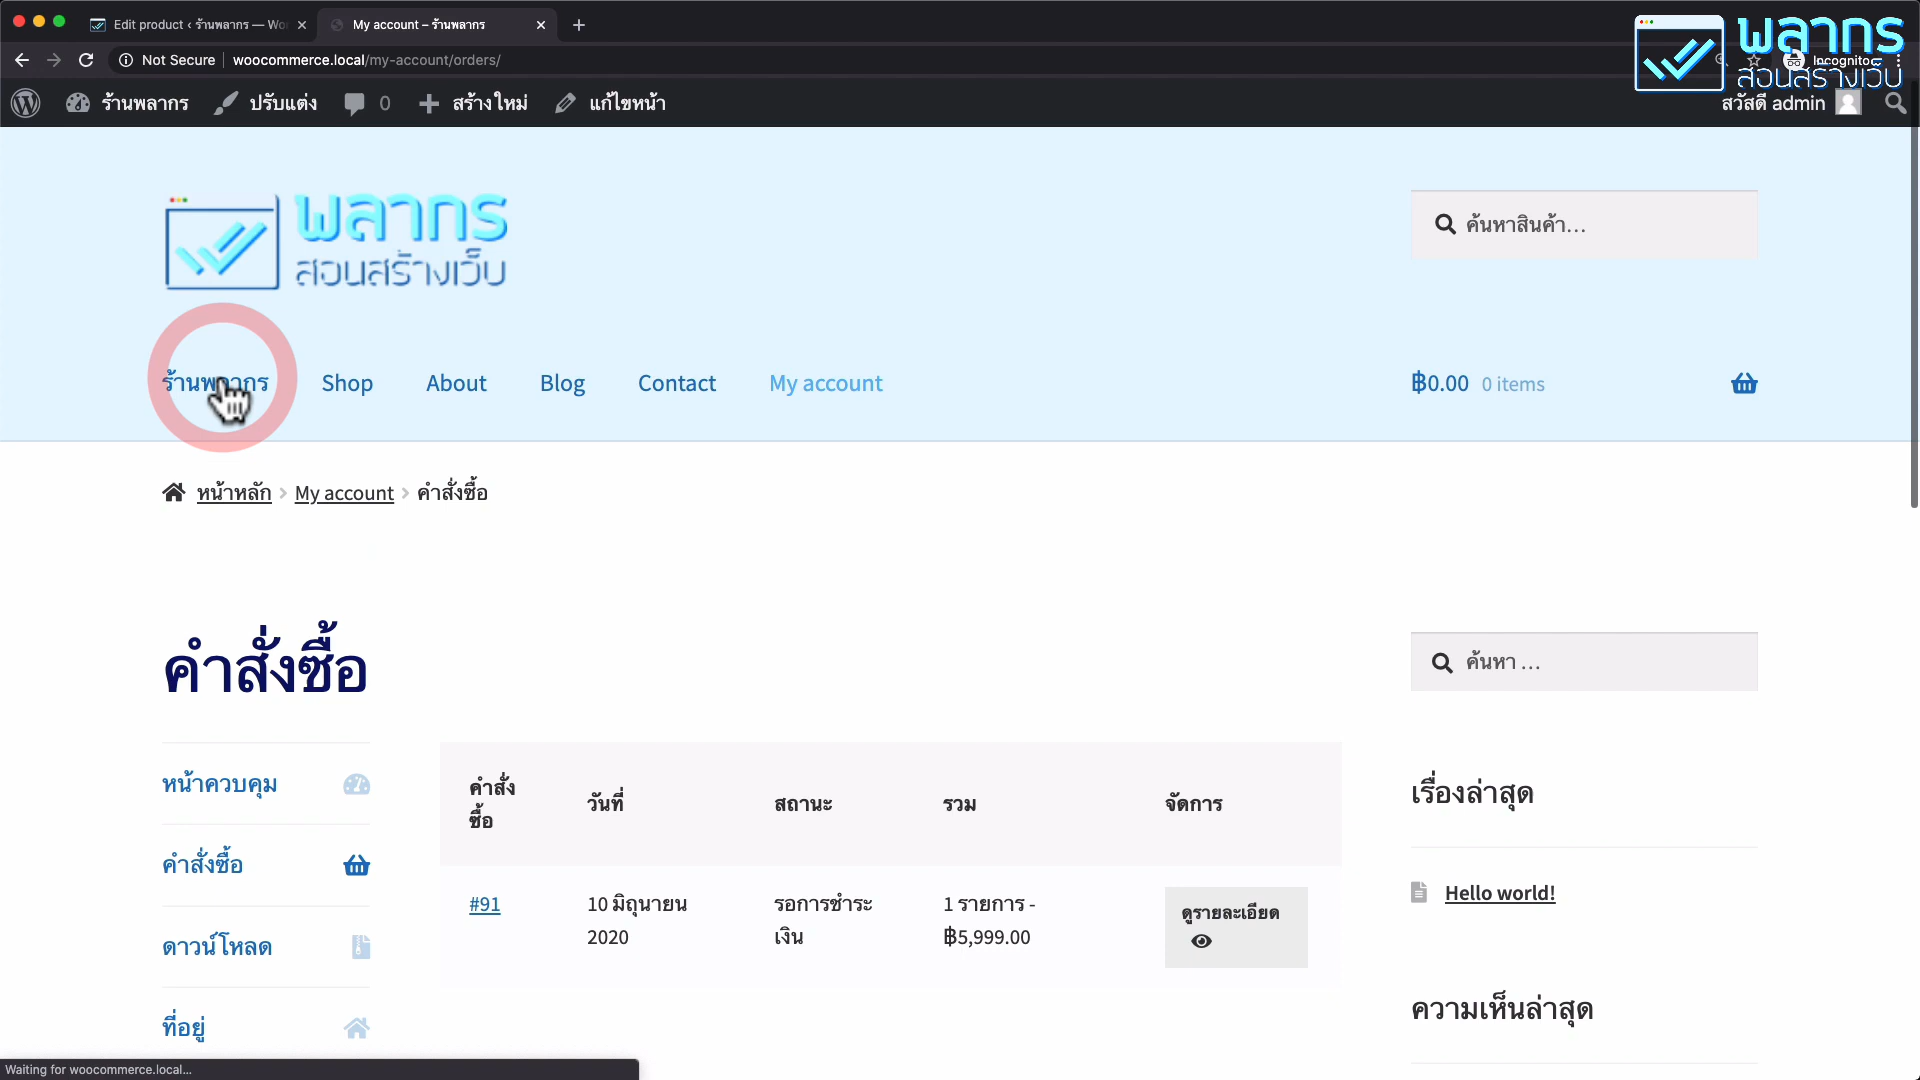 Edit product ‹ ร้านพลากร — Wo
My account – ร้านพลากร
Not Secure
woocommerce.local/my-account/orders/
Incognito
พลากร
สอนสร้างเว็บ
ร้านพลากร
ปรับแต่ง
0
สร้างใหม่
แก้ไขหน้า
สวัสดี admin
พลากร
สอนสร้างเว็บ
ค้นหาสินค้า…
ร้านพลากร
Shop
About
Blog
Contact
My account
฿0.00 0 items
หน้าหลัก › My account › คำสั่งซื้อ
คำสั่งซื้อ
ค้นหา …
หน้าควบคุม
คำสั่งซื้อ
ดาวน์โหลด
ที่อยู่
คำสั่ง
ซื้อ
วันที่
สถานะ
รวม
จัดการ
#91
10 มิถุนายน
2020
รอการชำระ
เงิน
1 รายการ -
฿5,999.00
ดูรายละเอียด
เรื่องล่าสุด
Hello world!
ความเห็นล่าสุด
Waiting for woocommerce.local...